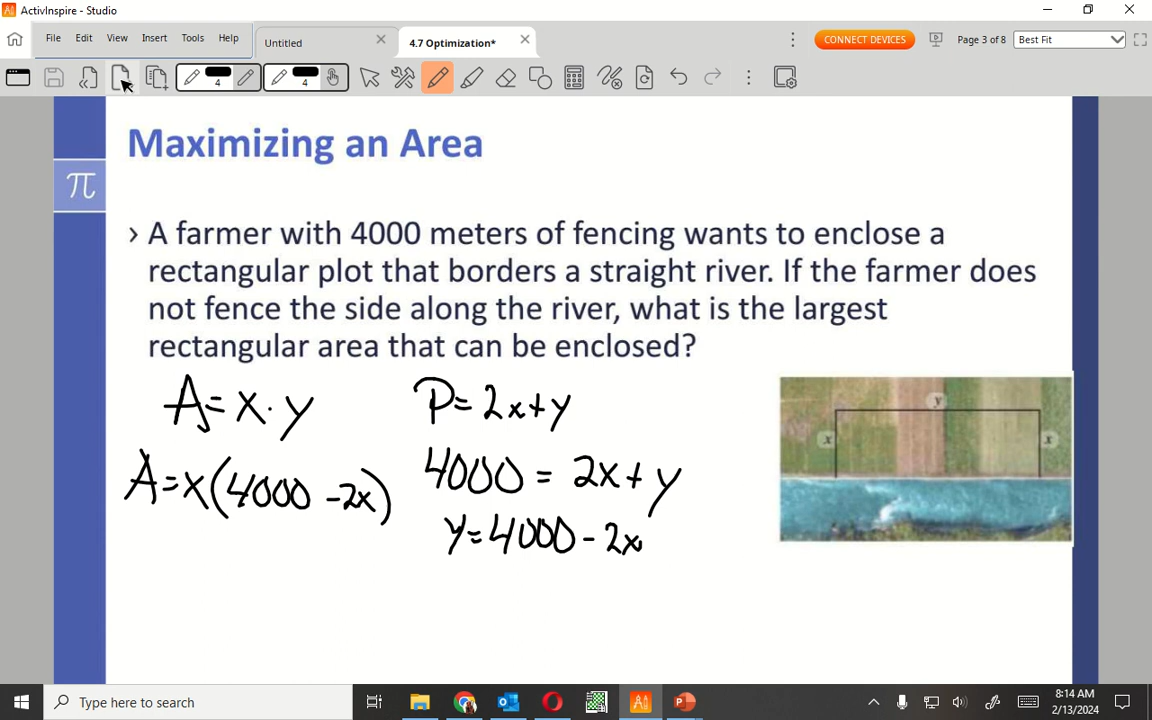 ActivInspire - Studio
File Edit View Insert Tools Help
Untitled
4.7 Optimization*
CONNECT DEVICES
Page 3 of 8
Best Fit
4
4
Maximizing an Area
π
› A farmer with 4000 meters of fencing wants to enclose a
rectangular plot that borders a straight river. If the farmer does
not fence the side along the river, what is the largest
rectangular area that can be enclosed?
A = x · y
P = 2x + y
A = x(4000 - 2x)
4000 = 2x + y
y = 4000 - 2x
y
x
x
Type here to search
8:14 AM
2/13/2024